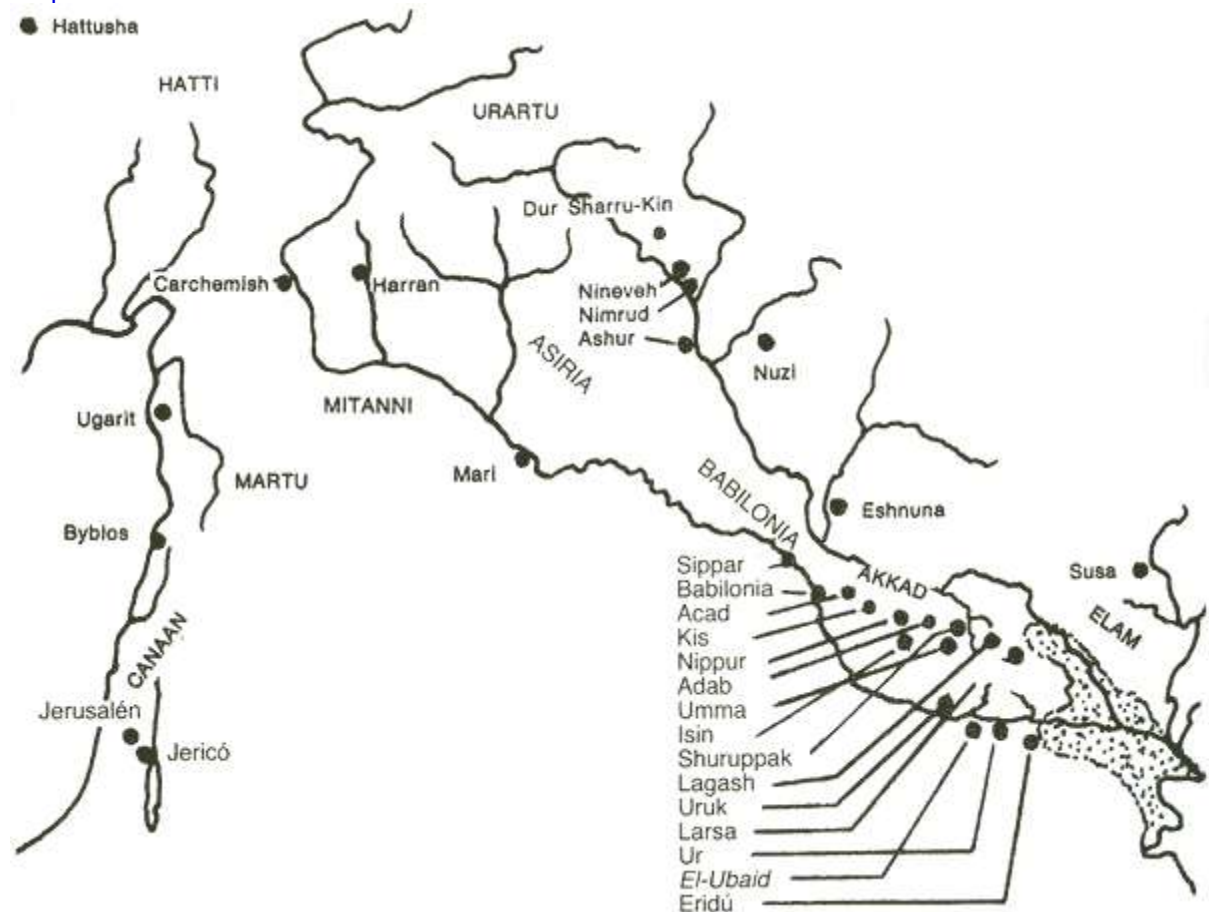 Hattusha
HATTI
URARTU
Dur Sharru-Kin
Carchemish
Harran
Nineveh
Nimrud
Ashur
ASIRIA
Nuzi
MITANNI
Ugarit
MARTU
Mari
BABILONIA
Eshnuna
Byblos
Susa
AKKAD
ELAM
CANAAN
Jerusalén
Jericó
Sippar
Babilonia
Acad
Kis
Nippur
Adab
Umma
Isin
Shuruppak
Lagash
Uruk
Larsa
Ur
El-Ubaid
Eridú